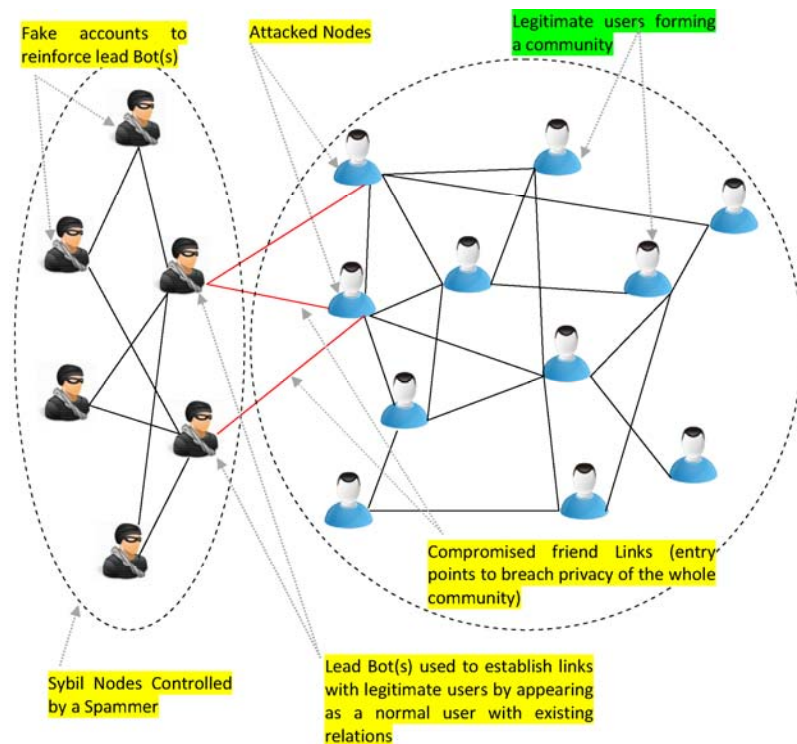 Fake accounts to
reinforce lead Bot(s)
Attacked Nodes
Legitimate users forming
a community
Compromised friend Links (entry
points to breach privacy of the whole
community)
Sybil Nodes Controlled
by a Spammer
Lead Bot(s) used to establish links
with legitimate users by appearing
as a normal user with existing
relations